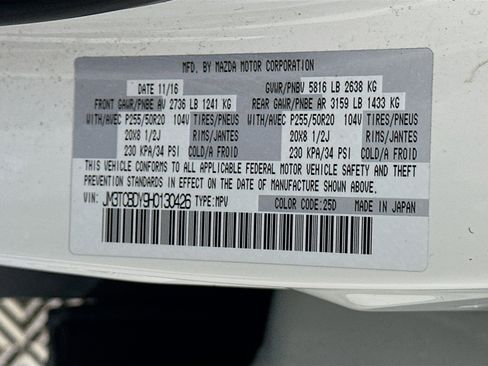 MFD. BY MAZDA MOTOR CORPORATION
DATE 11/16 GVWR/PNBV 5816 LB 2638 KG
FRONT GAWR/PNBE AV 2736 LB 1241 KG REAR GAWR/PNBE AR 3159 LB 1433 KG
WITH/AVEC P255/50R20 104V TIRES/PNEUS WITH/AVEC P255/50R20 104V TIRES/PNEUS
20X8 1/2J RIMS/JANTES 20X8 1/2J RIMS/JANTES
230 KPA/34 PSI COLD/A FROID 230 KPA/34 PSI COLD/A FROID
THIS VEHICLE CONFORMS TO ALL APPLICABLE FEDERAL MOTOR VEHICLE SAFETY AND THEFT
PREVENTION STANDARDS IN EFFECT ON THE DATE OF MANUFACTURE SHOWN ABOVE.
VIN: JM3TCBDY9H0130426 TYPE: MPV COLOR CODE: 25D MADE IN JAPAN